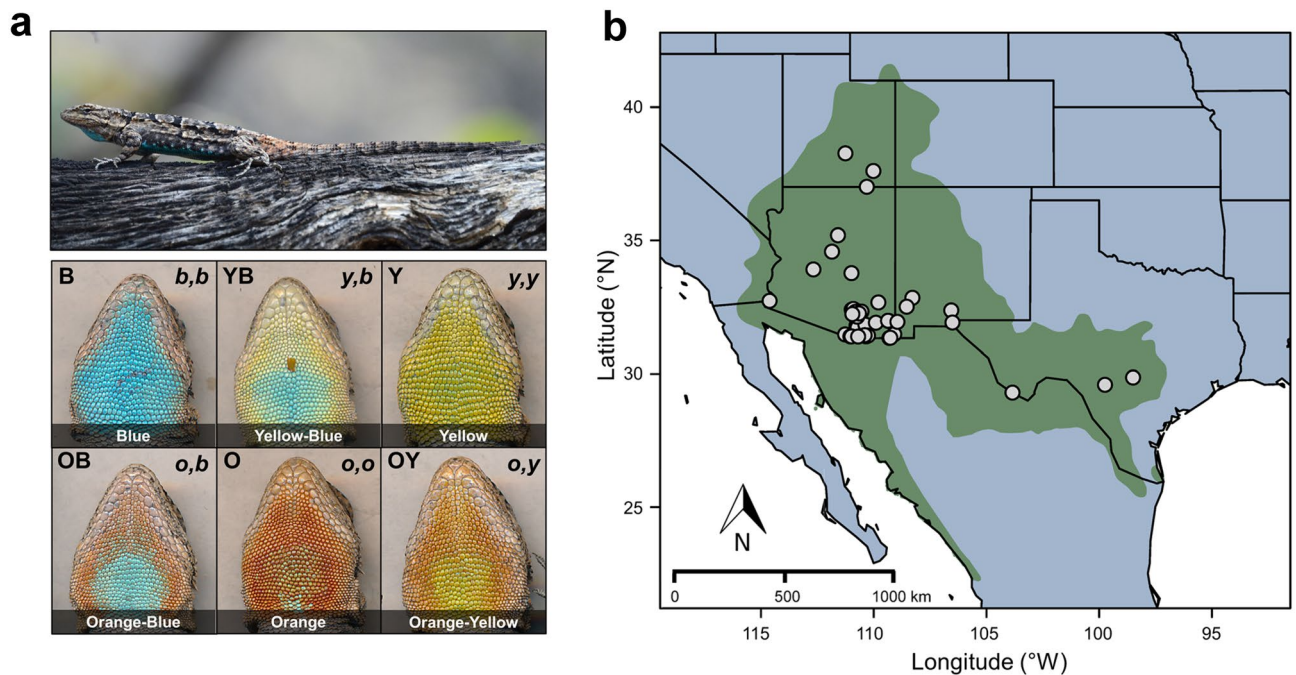 a
B b,b
Blue
YB y,b
Yellow-Blue
Y y,y
Yellow
OB o,b
Orange-Blue
O o,o
Orange
OY o,y
Orange-Yellow
b
Latitude (°N)
40
35
30
25
N
0 500 1000 km
115 110 105 100 95
Longitude (°W)